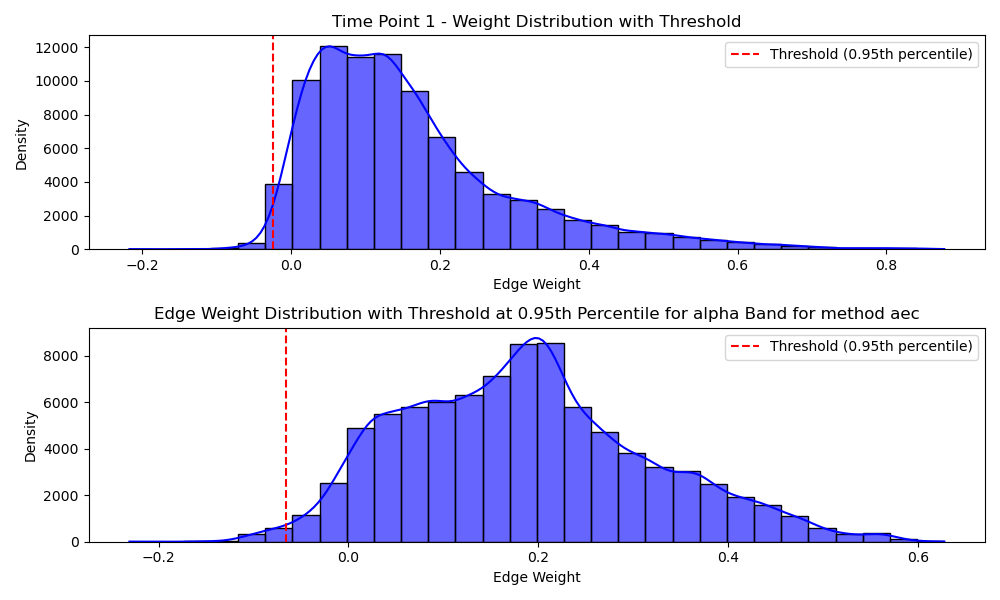 Time Point 1 - Weight Distribution with Threshold
Threshold (0.95th percentile)
Density
12000
10000
8000
6000
4000
2000
0
−0.2 0.0 0.2 0.4 0.6 0.8
Edge Weight
Edge Weight Distribution with Threshold at 0.95th Percentile for alpha Band for method aec
Threshold (0.95th percentile)
Density
8000
6000
4000
2000
0
−0.2 0.0 0.2 0.4 0.6
Edge Weight